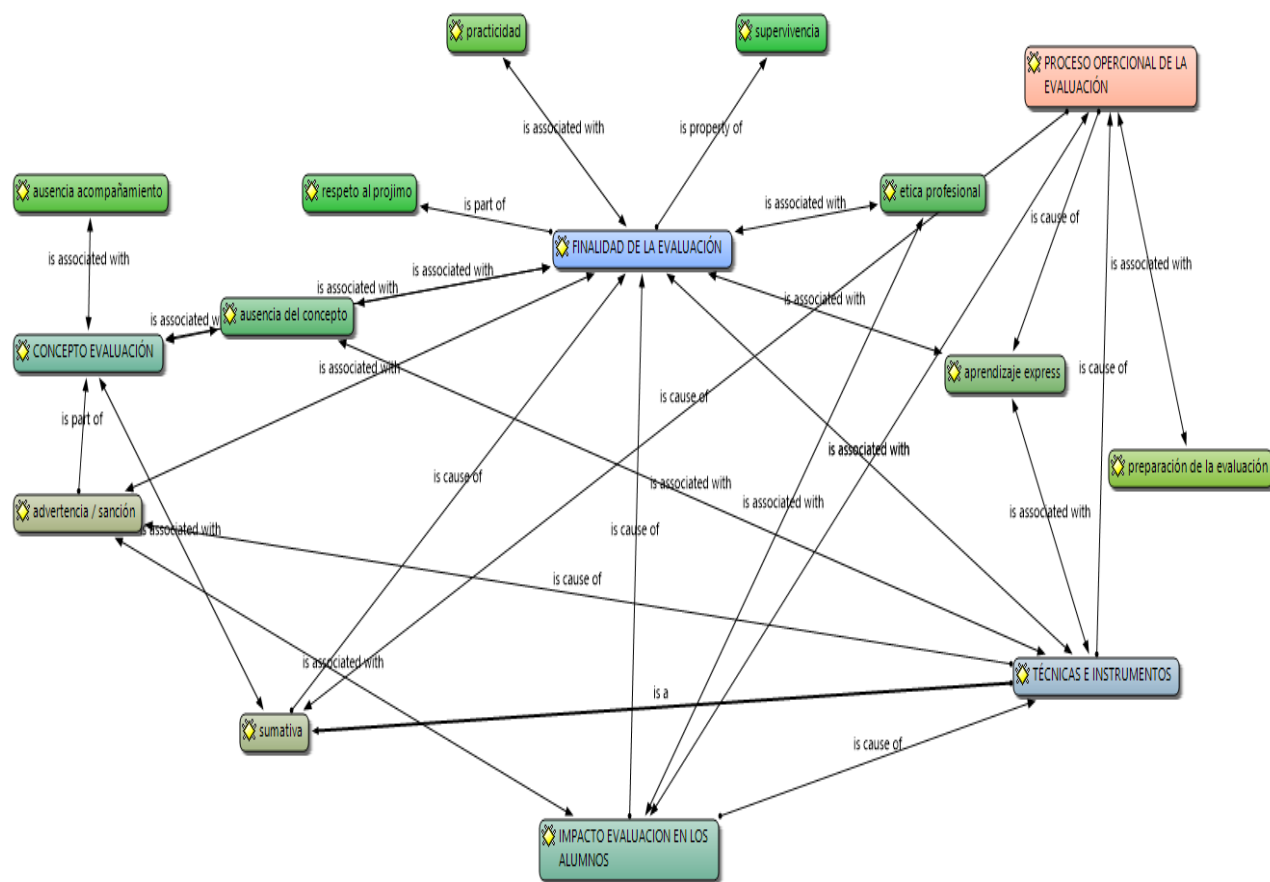 practicidad
supervivencia
PROCESO OPERCIONAL DE LA
EVALUACIÓN
is associated with
is property of
ausencia acompañamiento
respeto al projimo
etica profesional
is part of
is associated with
is cause of
FINALIDAD DE LA EVALUACIÓN
is associated with
is associated with
is associated with
is associated with
is associated with
ausencia del concepto
is associated w
CONCEPTO EVALUACIÓN
is associated with
aprendizaje express
is cause of
is cause of
is part of
is associated with
preparación de la evaluación
is cause of
is associated with
advertencia / sanción
is associated with
is associated with
is associated with
is cause of
is cause of
is associated with
TÉCNICAS E INSTRUMENTOS
is a
sumativa
is cause of
IMPACTO EVALUACION EN LOS
ALUMNOS